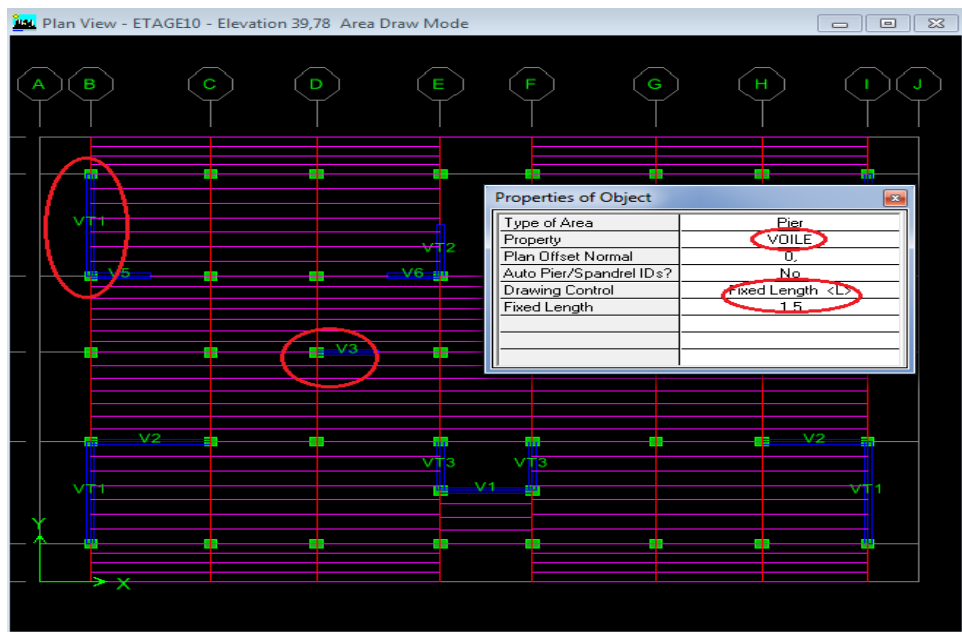 Plan View - ETAGE10 - Elevation 39,78 Area Draw Mode
A B C D E F G H I J
Properties of Object
Type of Area Pier
Property VOILE
Plan Offset Normal 0,
Auto Pier/Spandrel IDs? No
Drawing Control Fixed Length <L>
Fixed Length 1,5
VT1
VT2
V5 V6
V3
V2 V2
VT3 VT3
VT1 V1 VT1
Y
X